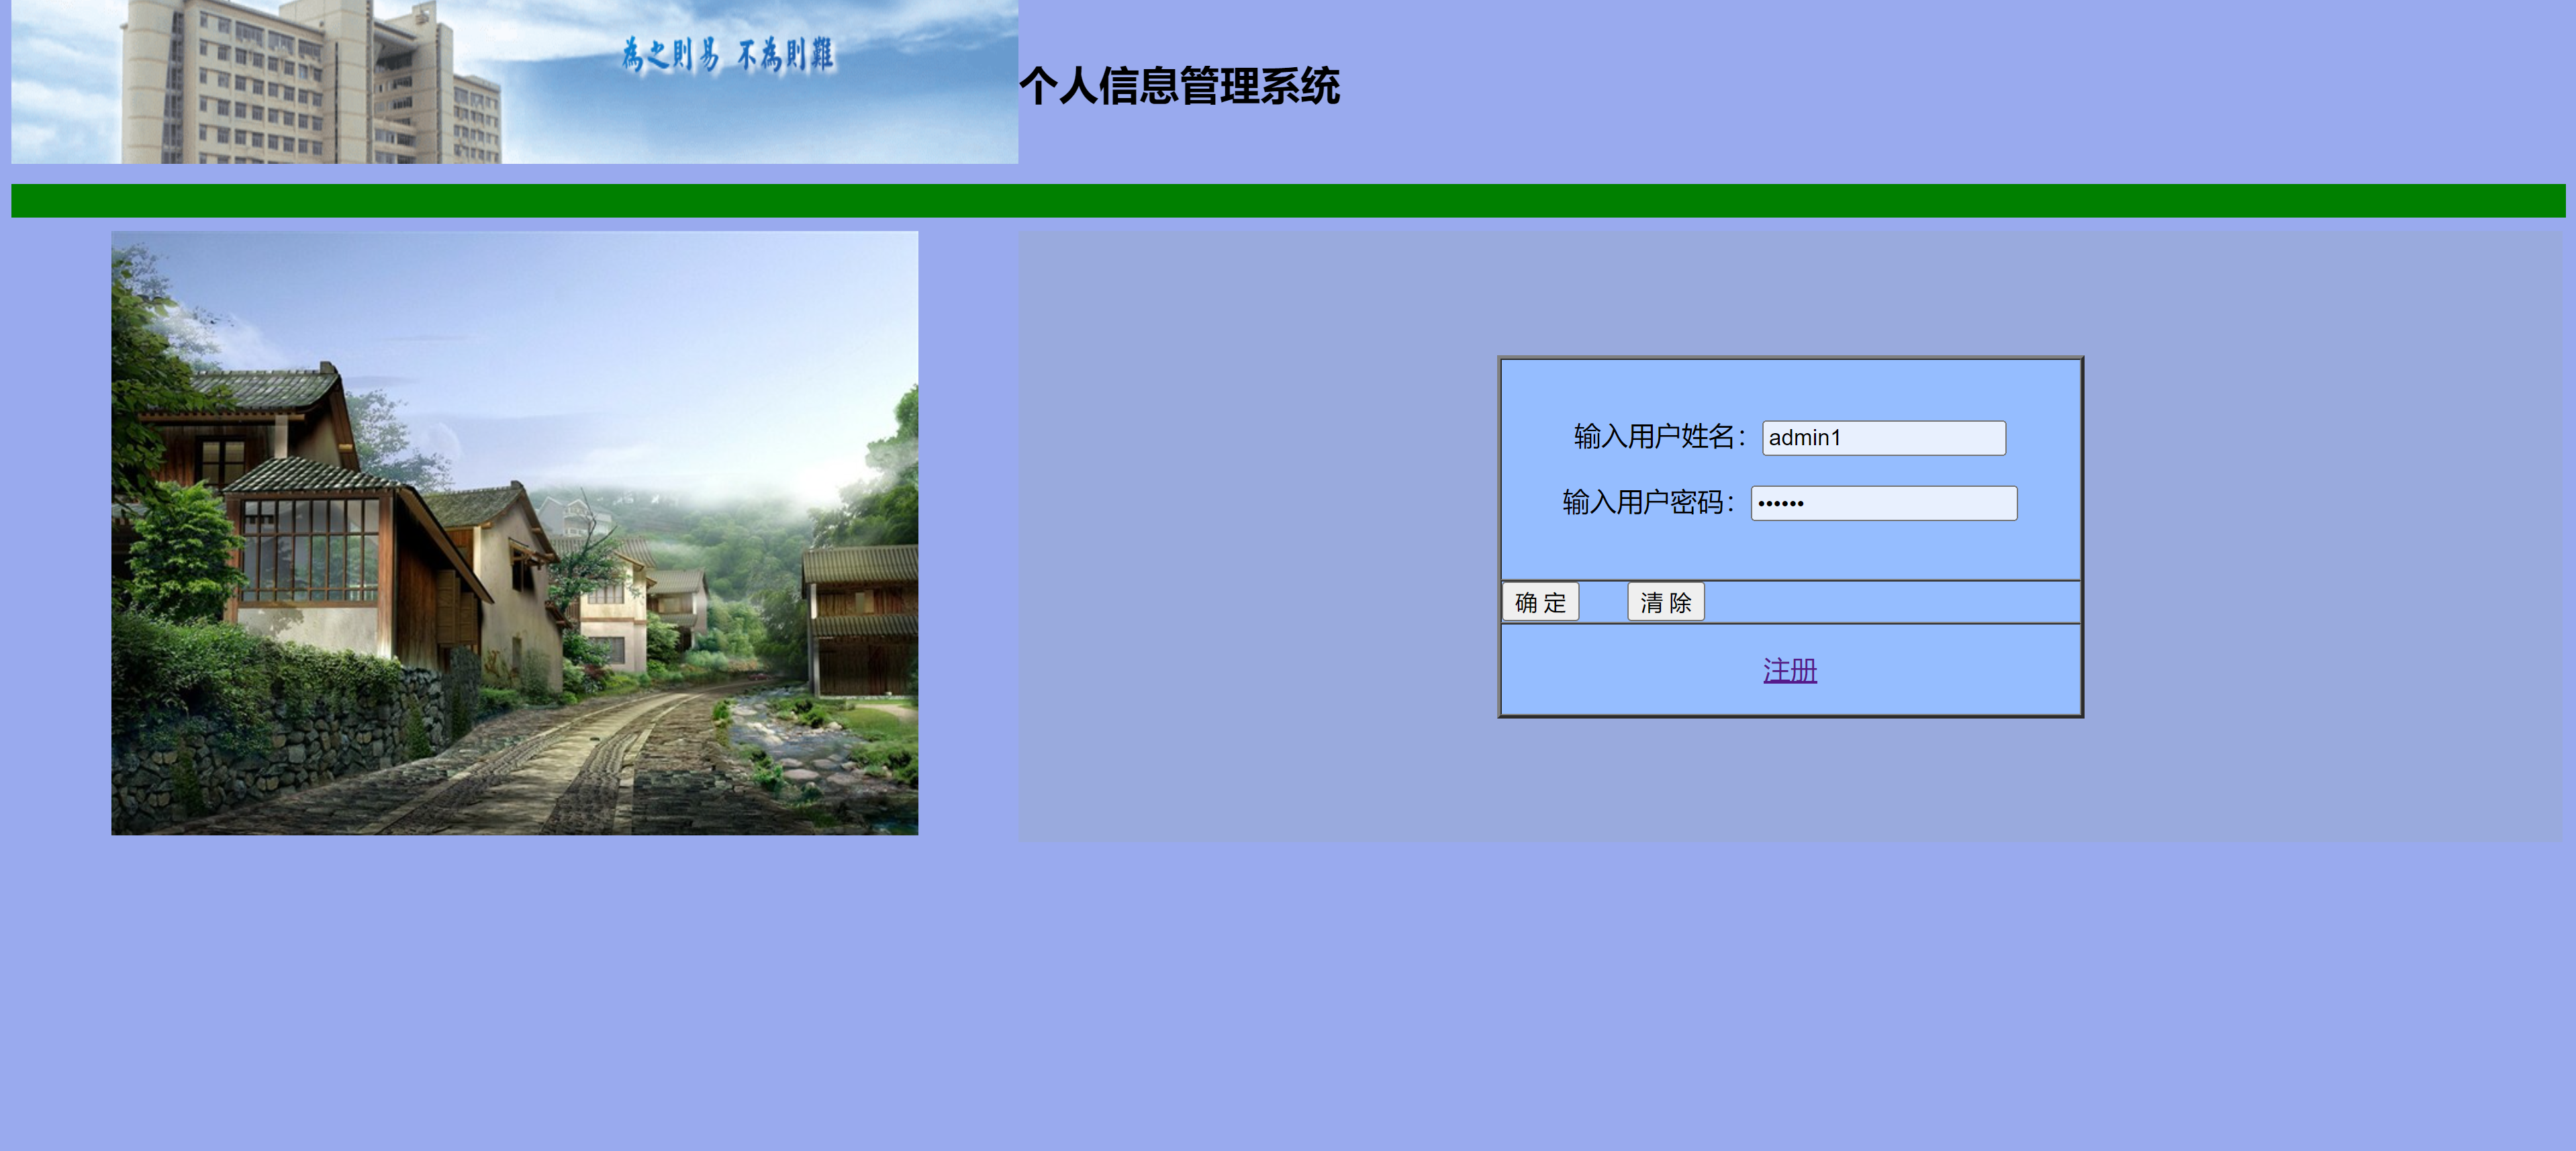 為之則易 不為則難
个人信息管理系统
输入用户姓名： admin1
输入用户密码： ••••••
确 定 清 除
注册